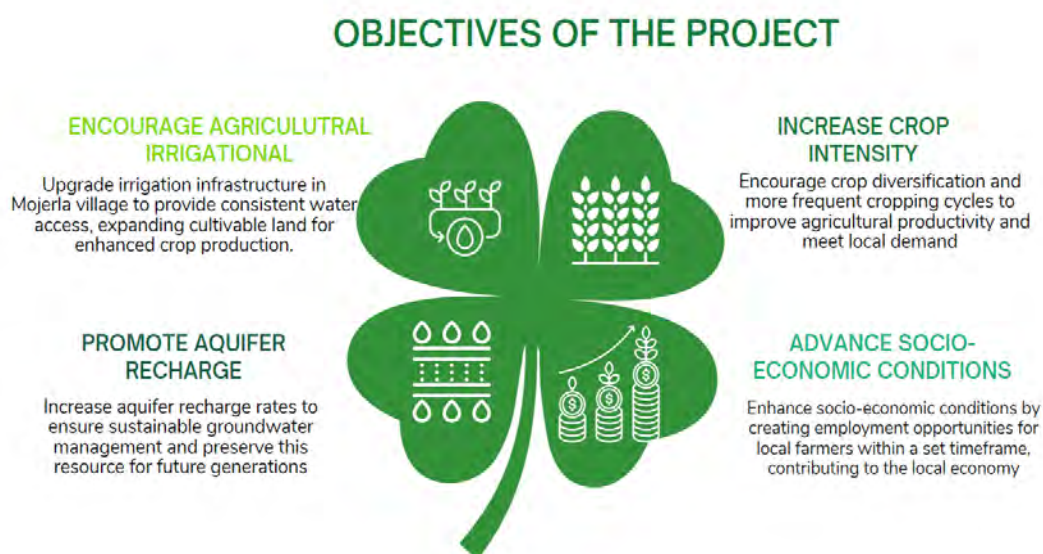 OBJECTIVES OF THE PROJECT
ENCOURAGE AGRICULUTRAL
IRRIGATIONAL
Upgrade irrigation infrastructure in
Mojerla village to provide consistent water
access, expanding cultivable land for
enhanced crop production.
INCREASE CROP
INTENSITY
Encourage crop diversification and
more frequent cropping cycles to
improve agricultural productivity and
meet local demand
PROMOTE AQUIFER
RECHARGE
Increase aquifer recharge rates to
ensure sustainable groundwater
management and preserve this
resource for future generations
ADVANCE SOCIO-
ECONOMIC CONDITIONS
Enhance socio-economic conditions by
creating employment opportunities for
local farmers within a set timeframe,
contributing to the local economy
$
$
$